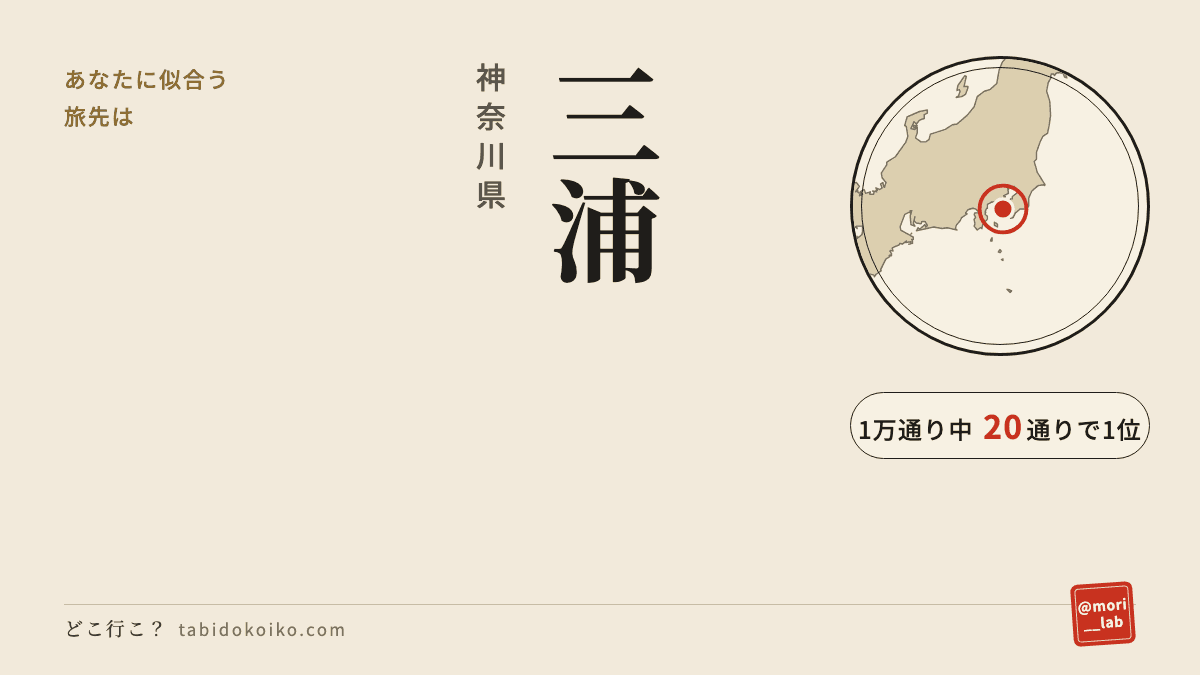 あなたに似合う
旅先は
三浦
神奈川県
1万通り中 20通りで1位
どこ行こ？ tabidokoiko.com
@mori
__lab